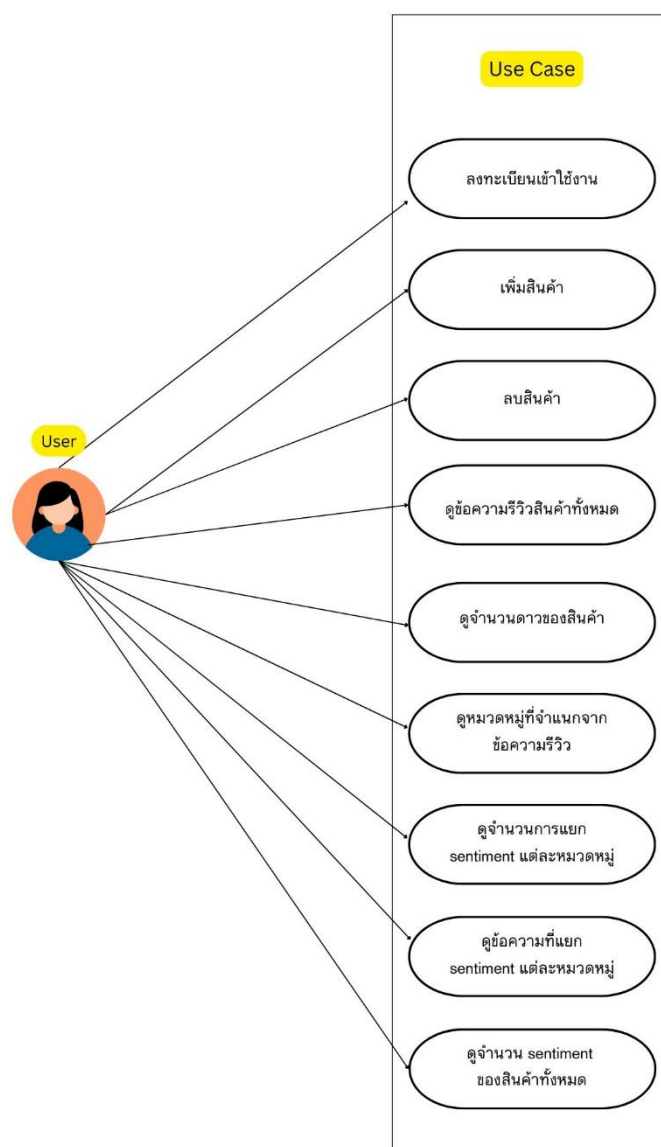 Use Case
ลงทะเบียนเข้าใช้งาน
เพิ่มสินค้า
ลบสินค้า
User
ดูข้อความรีวิวสินค้าทั้งหมด
ดูจำนวนดาวของสินค้า
ดูหมวดหมู่ที่จำแนกจาก
ข้อความรีวิว
ดูจำนวนการแยก
sentiment แต่ละหมวดหมู่
ดูข้อความที่แยก
sentiment แต่ละหมวดหมู่
ดูจำนวน sentiment
ของสินค้าทั้งหมด